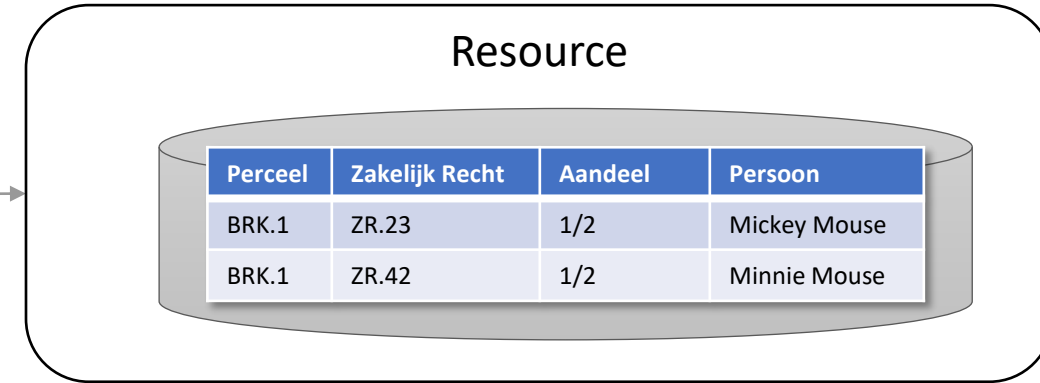 Resource
Perceel Zakelijk Recht Aandeel Persoon
BRK.1 ZR.23 1/2 Mickey Mouse
BRK.1 ZR.42 1/2 Minnie Mouse